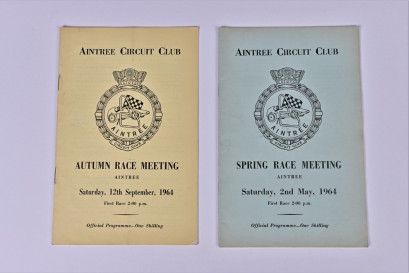 AINTREE CIRCUIT CLUB
AINTREE
AUTUMN RACE MEETING
AINTREE
Saturday, 12th September, 1964
First Race 2·00 p.m.
Official Programme—One Shilling
AINTREE CIRCUIT CLUB
AINTREE
SPRING RACE MEETING
AINTREE
Saturday, 2nd May, 1964
First Race 2·00 p.m.
Official Programme—One Shilling